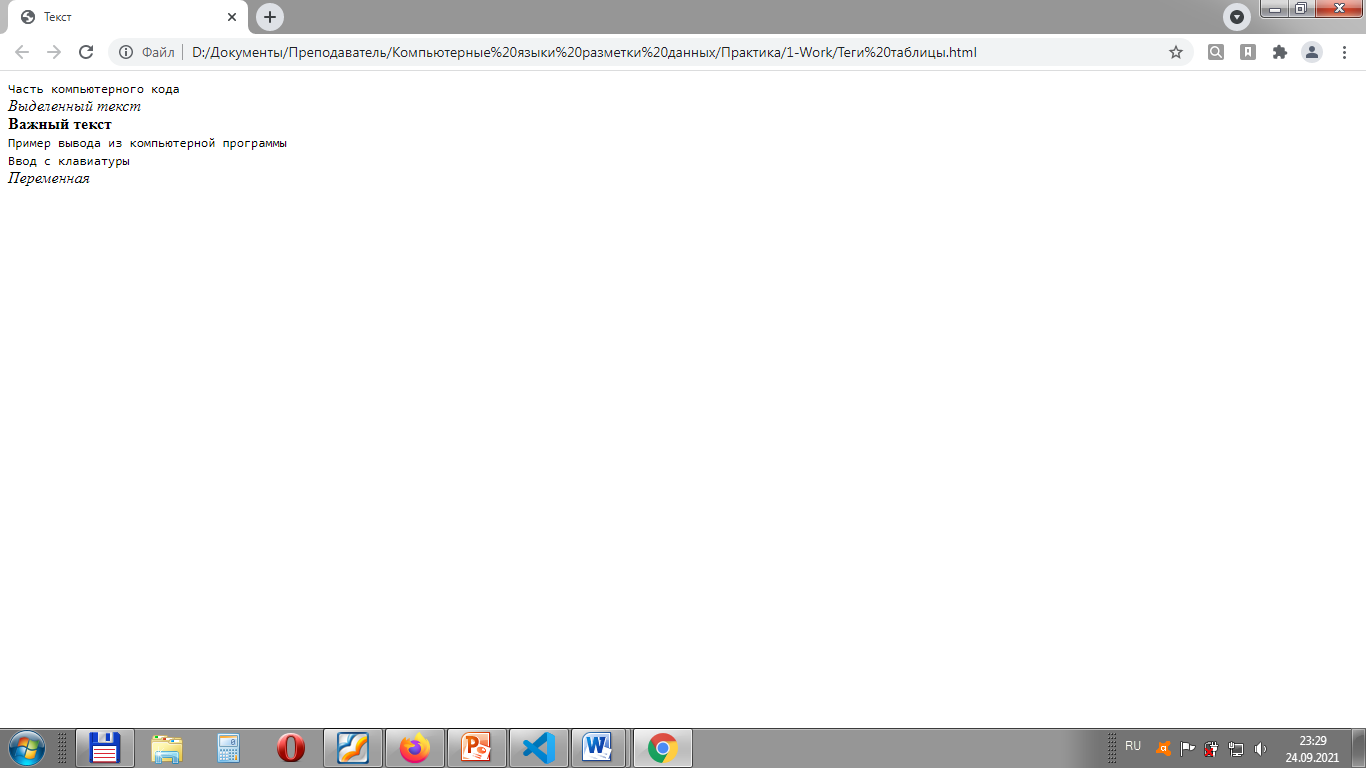 Текст
Файл D:/Документы/Преподаватель/Компьютерные%20языки%20разметки%20данных/Практика/1-Work/Теги%20таблицы.html
Часть компьютерного кода
Выделенный текст
Важный текст
Пример вывода из компьютерной программы
Ввод с клавиатуры
Переменная
RU
23:29
24.09.2021